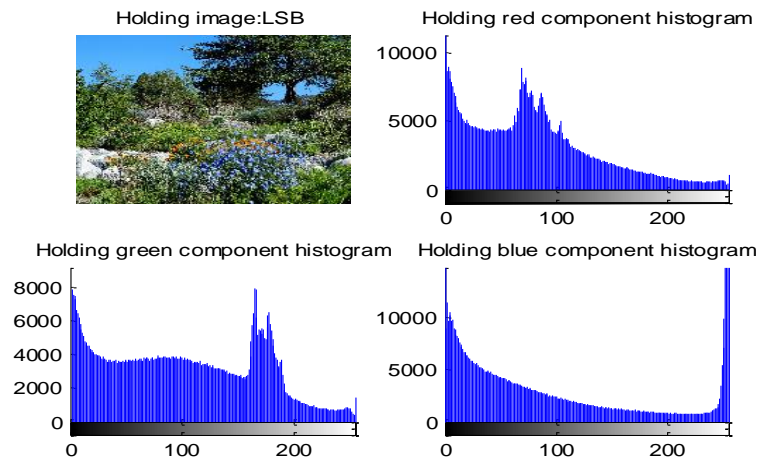 Holding image:LSB
Holding red component histogram
10000
5000
0
0 100 200
Holding green component histogram
8000
6000
4000
2000
0
0 100 200
Holding blue component histogram
10000
5000
0
0 100 200